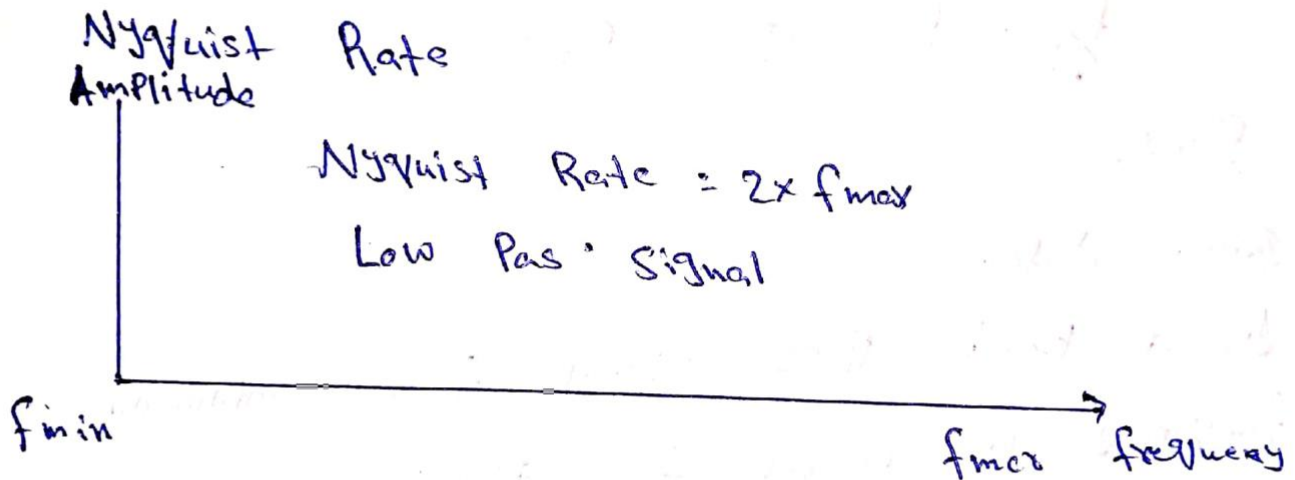 Nyquist Rate
Amplitude
Nyquist Rate = 2x fmax
Low Pas Signal
fmin
fmax frequency